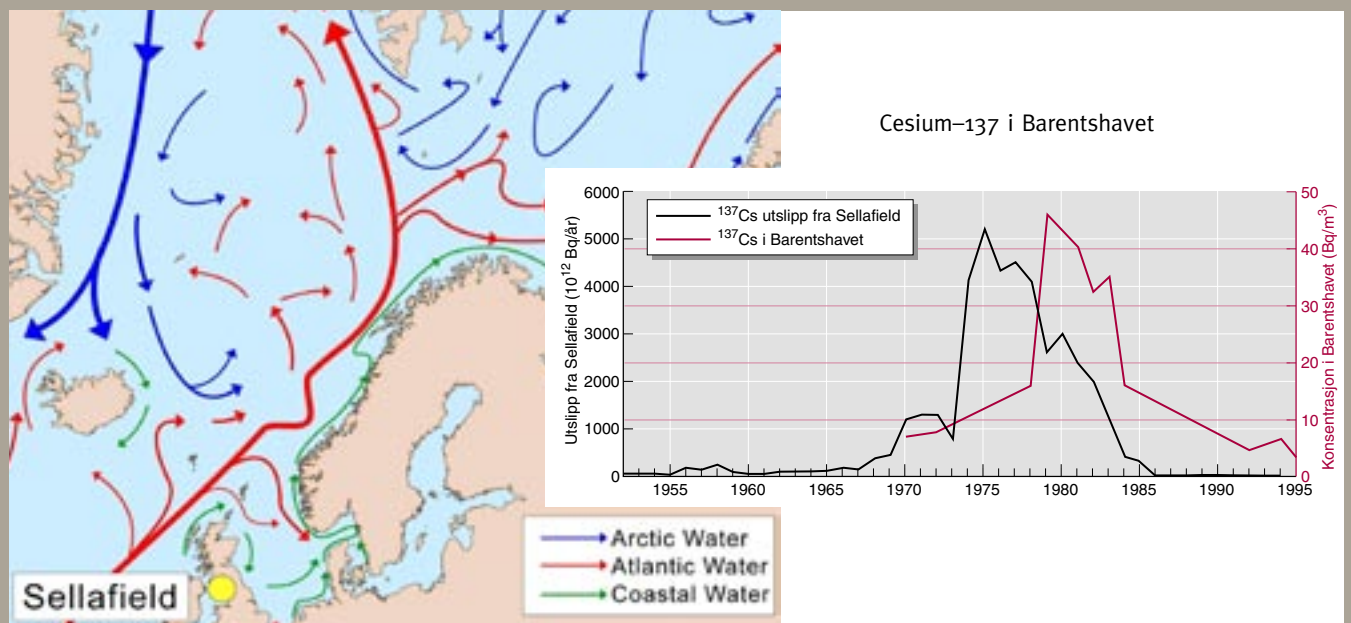 Sellafield
Arctic Water
Atlantic Water
Coastal Water
Cesium–137 i Barentshavet
¹³⁷Cs utslipp fra Sellafield
¹³⁷Cs i Barentshavet
Utslipp fra Sellafield (10¹² Bq/år)
6000
5000
4000
3000
2000
1000
0
Konsentrasjon i Barentshavet (Bq/m³)
50
40
30
20
10
0
1955 1960 1965 1970 1975 1980 1985 1990 1995